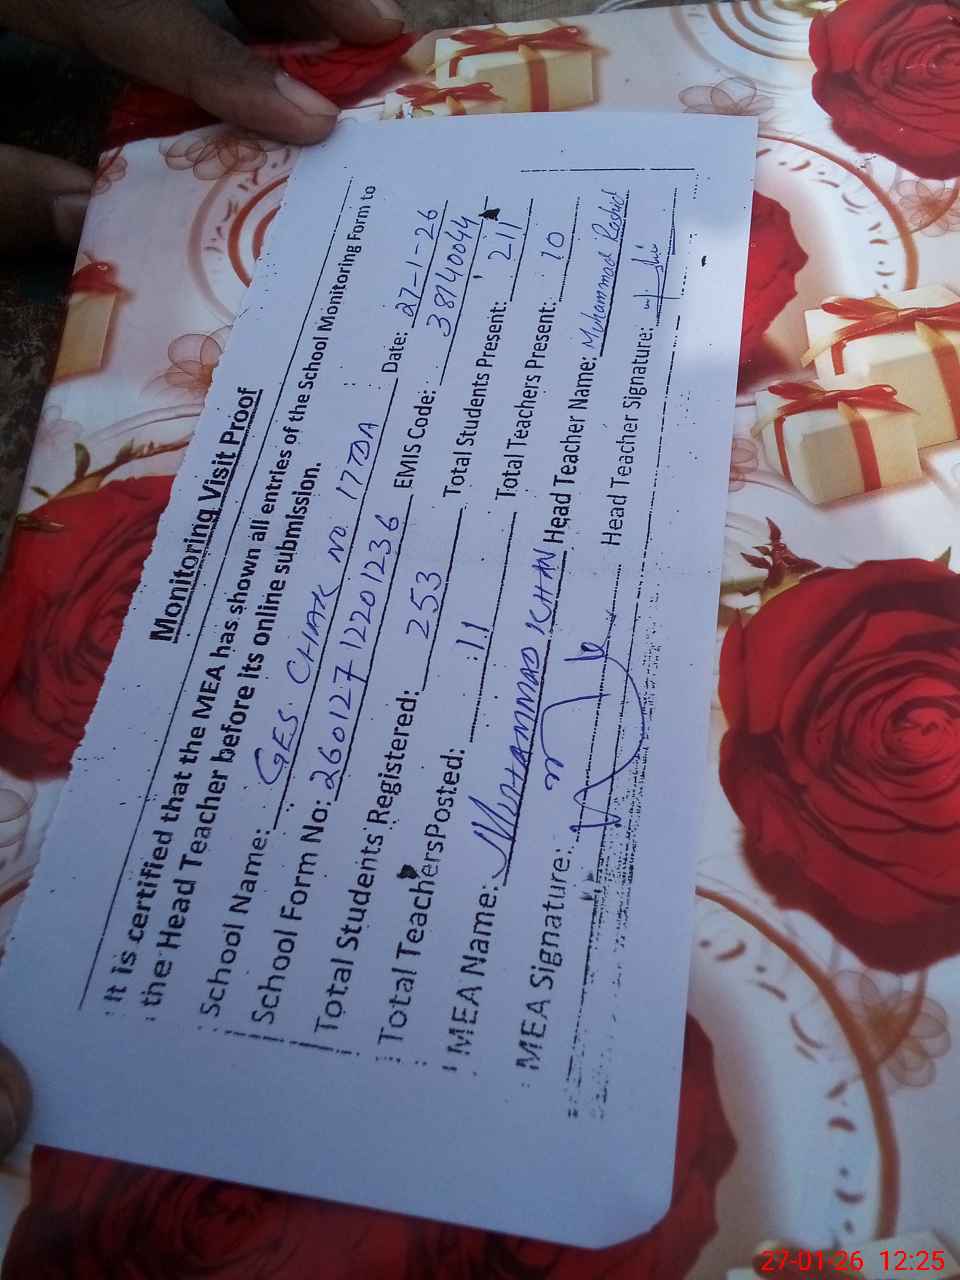 Monitoring Visit Proof
It is certified that the MEA has shown all entries of the School Monitoring Form to
the Head Teacher before its online submission.
School Name: GES CHAK NO 17TDA Date: 27-1-26
School Form No: 26012712201236 EMIS Code: 38140044
Total Students Registered: 253 Total Students Present: 211
Total TeachersPosted: 11 Total Teachers Present: 10
MEA Name: MUHAMMAD KHAN Head Teacher Name: Muhammad Rashid
MEA Signature: Head Teacher Signature:
27-01-26 12:25